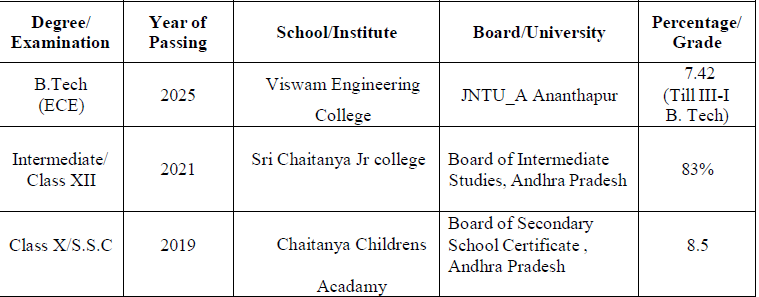 Degree/
Examination
Year of
Passing
School/Institute
Board/University
Percentage/
Grade
B.Tech
(ECE)
2025
Viswam Engineering
College
JNTU_A Ananthapur
7.42
(Till III-I
B. Tech)
Intermediate/
Class XII
2021
Sri Chaitanya Jr college
Board of Intermediate
Studies, Andhra Pradesh
83%
Class X/S.S.C
2019
Chaitanya Childrens
Acadamy
Board of Secondary
School Certificate ,
Andhra Pradesh
8.5